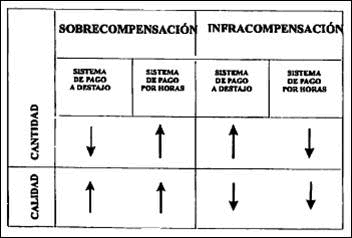 SOBRECOMPENSACIÓN INFRACOMPENSACIÓN
SISTEMA
DE PAGO
A DESTAJO
SISTEMA
DE PAGO
POR HORAS
SISTEMA
DE PAGO
A DESTAJO
SISTEMA
DE PAGO
POR HORAS
CANTIDAD
CALIDAD